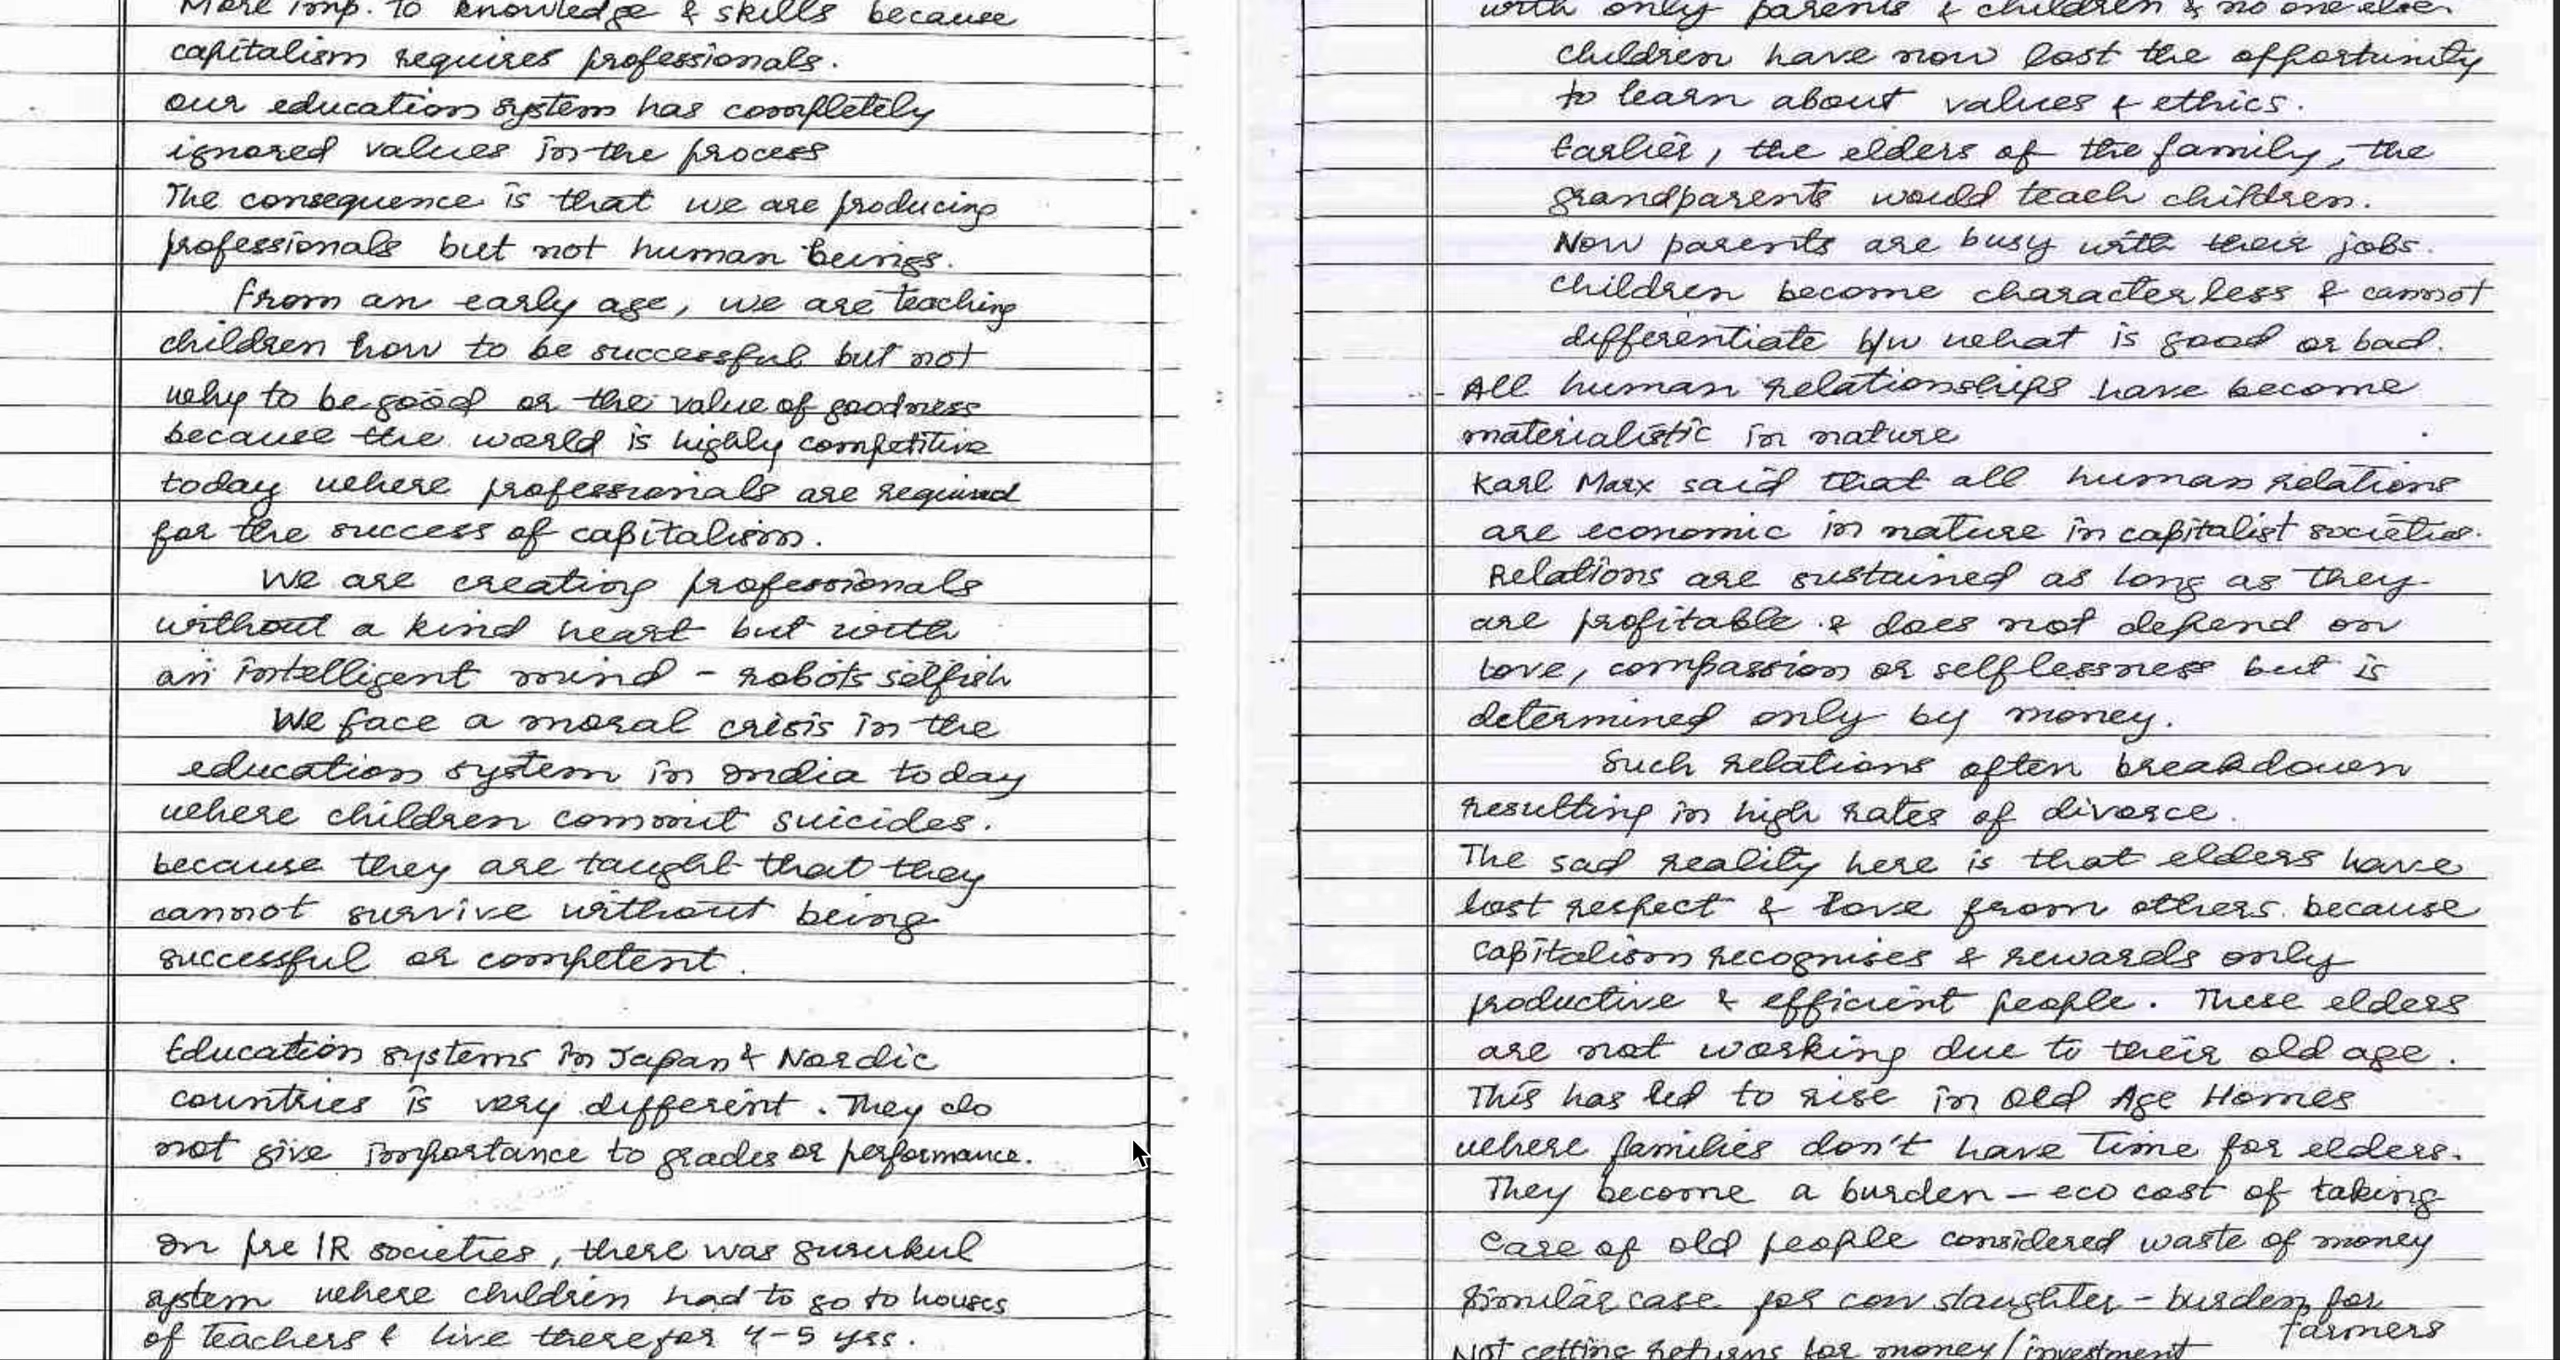 More imp. to knowledge & skills because
capitalism requires professionals.
our education system has completely
ignored values in the process
The consequence is that we are producing
professionals but not human beings.
from an early age, we are teaching
children how to be successful but not
why to be good or the value of goodness
because the world is highly competitive
today where professionals are required
for the success of capitalism.
We are creating professionals
without a kind heart but with
an intelligent mind - robots selfish
We face a moral crisis in the
education system in India today
where children commit suicides.
because they are taught that they
cannot survive without being
successful or competent.
Education systems in Japan & Nordic
countries is very different. They do
not give importance to grades or performance.
In pre IR societies, there was gurukul
system where children had to go to houses
of teachers & live there for 4-5 yrs.
with only parents & children & no one else.
children have now lost the opportunity
to learn about values & ethics.
Earlier, the elders of the family, the
grandparents would teach children.
Now parents are busy with their jobs.
children become characterless & cannot
differentiate b/w what is good or bad.
- All human relationships have become
materialistic in nature
Karl Marx said that all human relations
are economic in nature in capitalist societies.
Relations are sustained as long as they
are profitable & does not depend on
love, compassion or selflessness but is
determined only by money.
Such relations often breakdown
resulting in high rates of divorce.
The sad reality here is that elders have
lost respect & love from others because
capitalism recognises & rewards only
productive & efficient people. These elders
are not working due to their old age.
This has led to rise in Old Age Homes
where families don't have time for elders.
They become a burden - eco cost of taking
care of old people considered waste of money
Similar case for cow slaughter - burden for
farmers
Not getting returns for money/investment